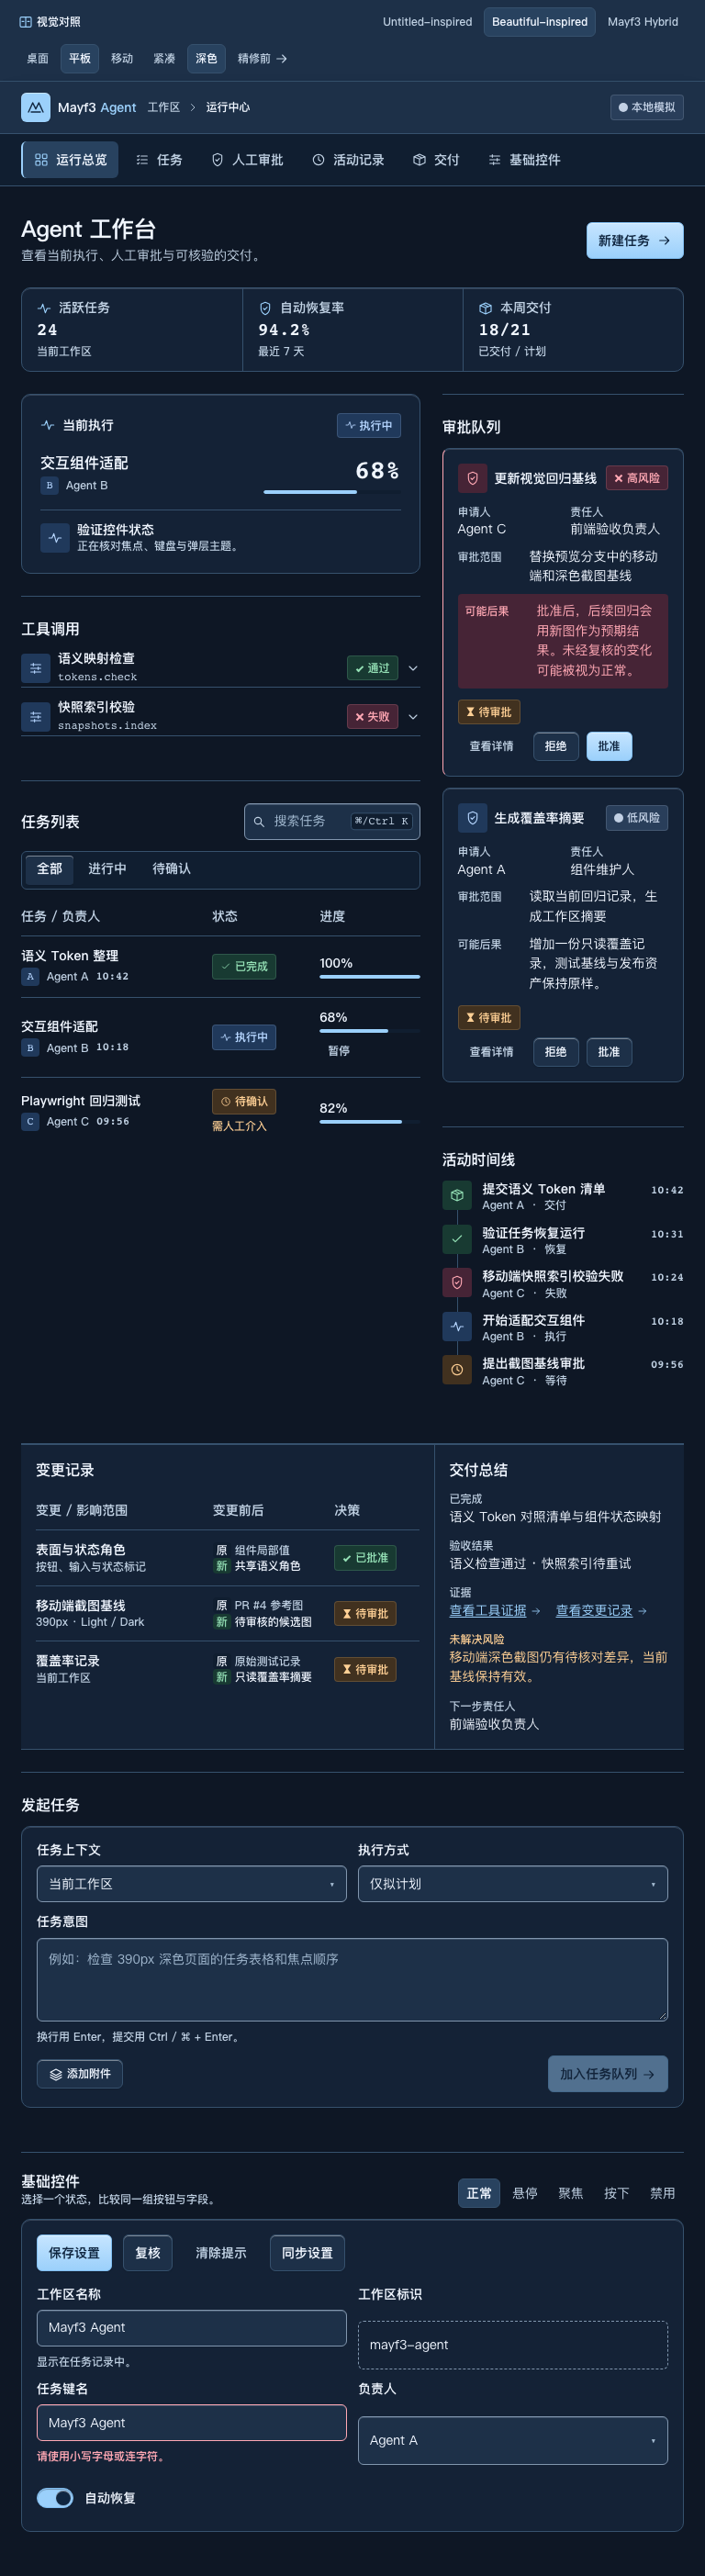 视觉对照
Untitled-inspired
Beautiful-inspired
Mayf3 Hybrid
桌面
平板
移动
紧凑
深色
精修前 →
Mayf3 Agent
工作区
运行中心
本地模拟
运行总览
任务
人工审批
活动记录
交付
基础控件
Agent 工作台
查看当前执行、人工审批与可核验的交付。
新建任务 →
活跃任务
24
当前工作区
自动恢复率
94.2%
最近 7 天
本周交付
18/21
已交付 / 计划
当前执行
执行中
交互组件适配
B Agent B
68%
验证控件状态
正在核对焦点、键盘与弹层主题。
工具调用
语义映射检查
tokens.check
通过
快照索引校验
snapshots.index
失败
任务列表
搜索任务
⌘/Ctrl K
全部
进行中
待确认
任务 / 负责人
状态
进度
语义 Token 整理
A Agent A 10:42
已完成
100%
交互组件适配
B Agent B 10:18
执行中
68%
暂停
Playwright 回归测试
C Agent C 09:56
待确认
需人工介入
82%
审批队列
更新视觉回归基线
高风险
申请人
Agent C
责任人
前端验收负责人
审批范围
替换预览分支中的移动
端和深色截图基线
可能后果
批准后，后续回归会
用新图作为预期结
果。未经复核的变化
可能被视为正常。
待审批
查看详情
拒绝
批准
生成覆盖率摘要
低风险
申请人
Agent A
责任人
组件维护人
审批范围
读取当前回归记录，生
成工作区摘要
可能后果
增加一份只读覆盖记
录，测试基线与发布资
产保持原样。
待审批
查看详情
拒绝
批准
活动时间线
提交语义 Token 清单
10:42
Agent A · 交付
验证任务恢复运行
10:31
Agent B · 恢复
移动端快照索引校验失败
10:24
Agent C · 失败
开始适配交互组件
10:18
Agent B · 执行
提出截图基线审批
09:56
Agent C · 等待
变更记录
变更 / 影响范围
变更前后
决策
表面与状态角色
按钮、输入与状态标记
原 组件局部值
新 共享语义角色
已批准
移动端截图基线
390px · Light / Dark
原 PR #4 参考图
新 待审核的候选图
待审批
覆盖率记录
当前工作区
原 原始测试记录
新 只读覆盖率摘要
待审批
交付总结
已完成
语义 Token 对照清单与组件状态映射
验收结果
语义检查通过 · 快照索引待重试
证据
查看工具证据 →
查看变更记录 →
未解决风险
移动端深色截图仍有待核对差异，当前
基线保持有效。
下一步责任人
前端验收负责人
发起任务
任务上下文
当前工作区
执行方式
仅拟计划
任务意图
例如：检查 390px 深色页面的任务表格和焦点顺序
换行用 Enter，提交用 Ctrl / ⌘ + Enter。
添加附件
加入任务队列 →
基础控件
选择一个状态，比较同一组按钮与字段。
正常
悬停
聚焦
按下
禁用
保存设置
复核
清除提示
同步设置
工作区名称
Mayf3 Agent
显示在任务记录中。
工作区标识
mayf3-agent
任务键名
Mayf3 Agent
请使用小写字母或连字符。
负责人
Agent A
自动恢复